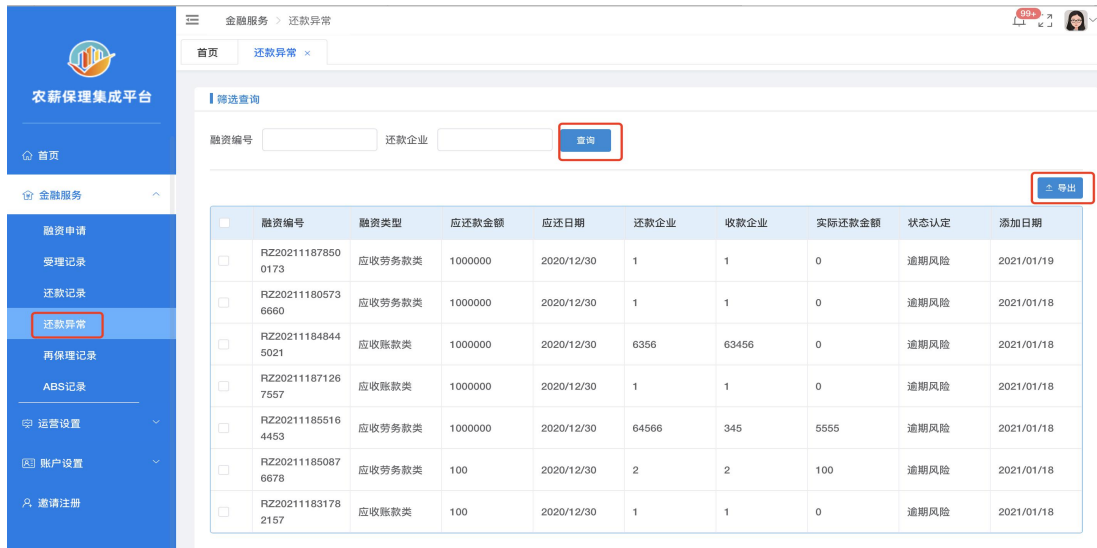 金融服务 > 还款异常
99+
首页 还款异常 ×
农薪保理集成平台
首页
金融服务
融资申请
受理记录
还款记录
还款异常
再保理记录
ABS记录
运营设置
账户设置
邀请注册
筛选查询
融资编号 还款企业 查询
导出
融资编号 融资类型 应还款金额 应还日期 还款企业 收款企业 实际还款金额 状态认定 添加日期
RZ20211187850
0173 应收劳务款类 1000000 2020/12/30 1 1 0 逾期风险 2021/01/19
RZ20211180573
6660 应收劳务款类 1000000 2020/12/30 1 1 0 逾期风险 2021/01/18
RZ20211184844
5021 应收账款类 1000000 2020/12/30 6356 63456 0 逾期风险 2021/01/18
RZ20211187126
7557 应收账款类 1000000 2020/12/30 1 1 0 逾期风险 2021/01/18
RZ20211185516
4453 应收劳务款类 1000000 2020/12/30 64566 345 5555 逾期风险 2021/01/18
RZ20211185087
6678 应收劳务款类 100 2020/12/30 2 2 100 逾期风险 2021/01/18
RZ20211183178
2157 应收账款类 100 2020/12/30 1 1 0 逾期风险 2021/01/18